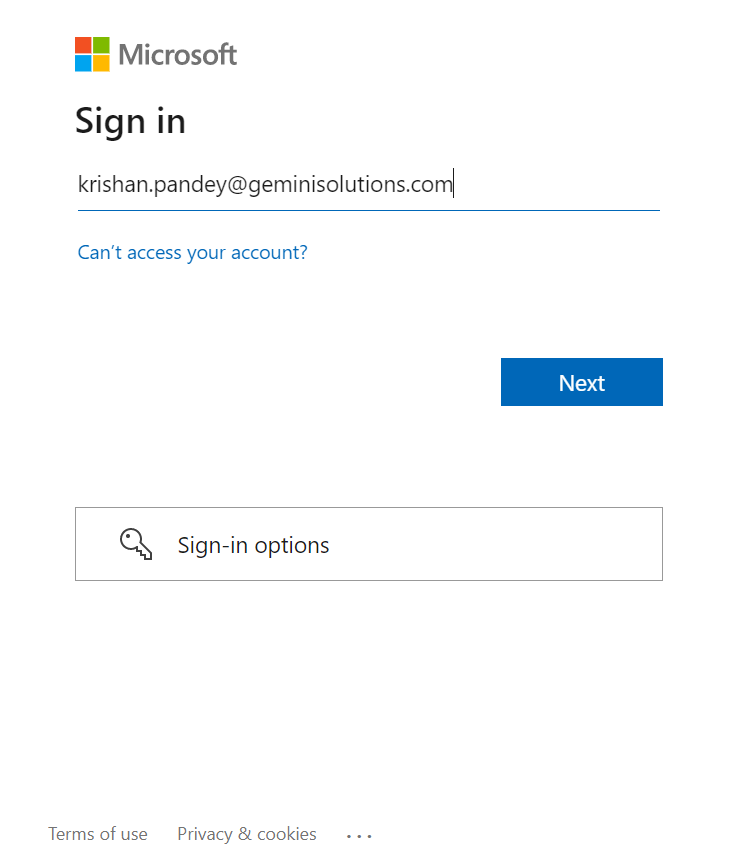 Microsoft
Sign in
krishan.pandey@geminisolutions.com
Can't access your account?
Next
Sign-in options
Terms of use Privacy & cookies ...